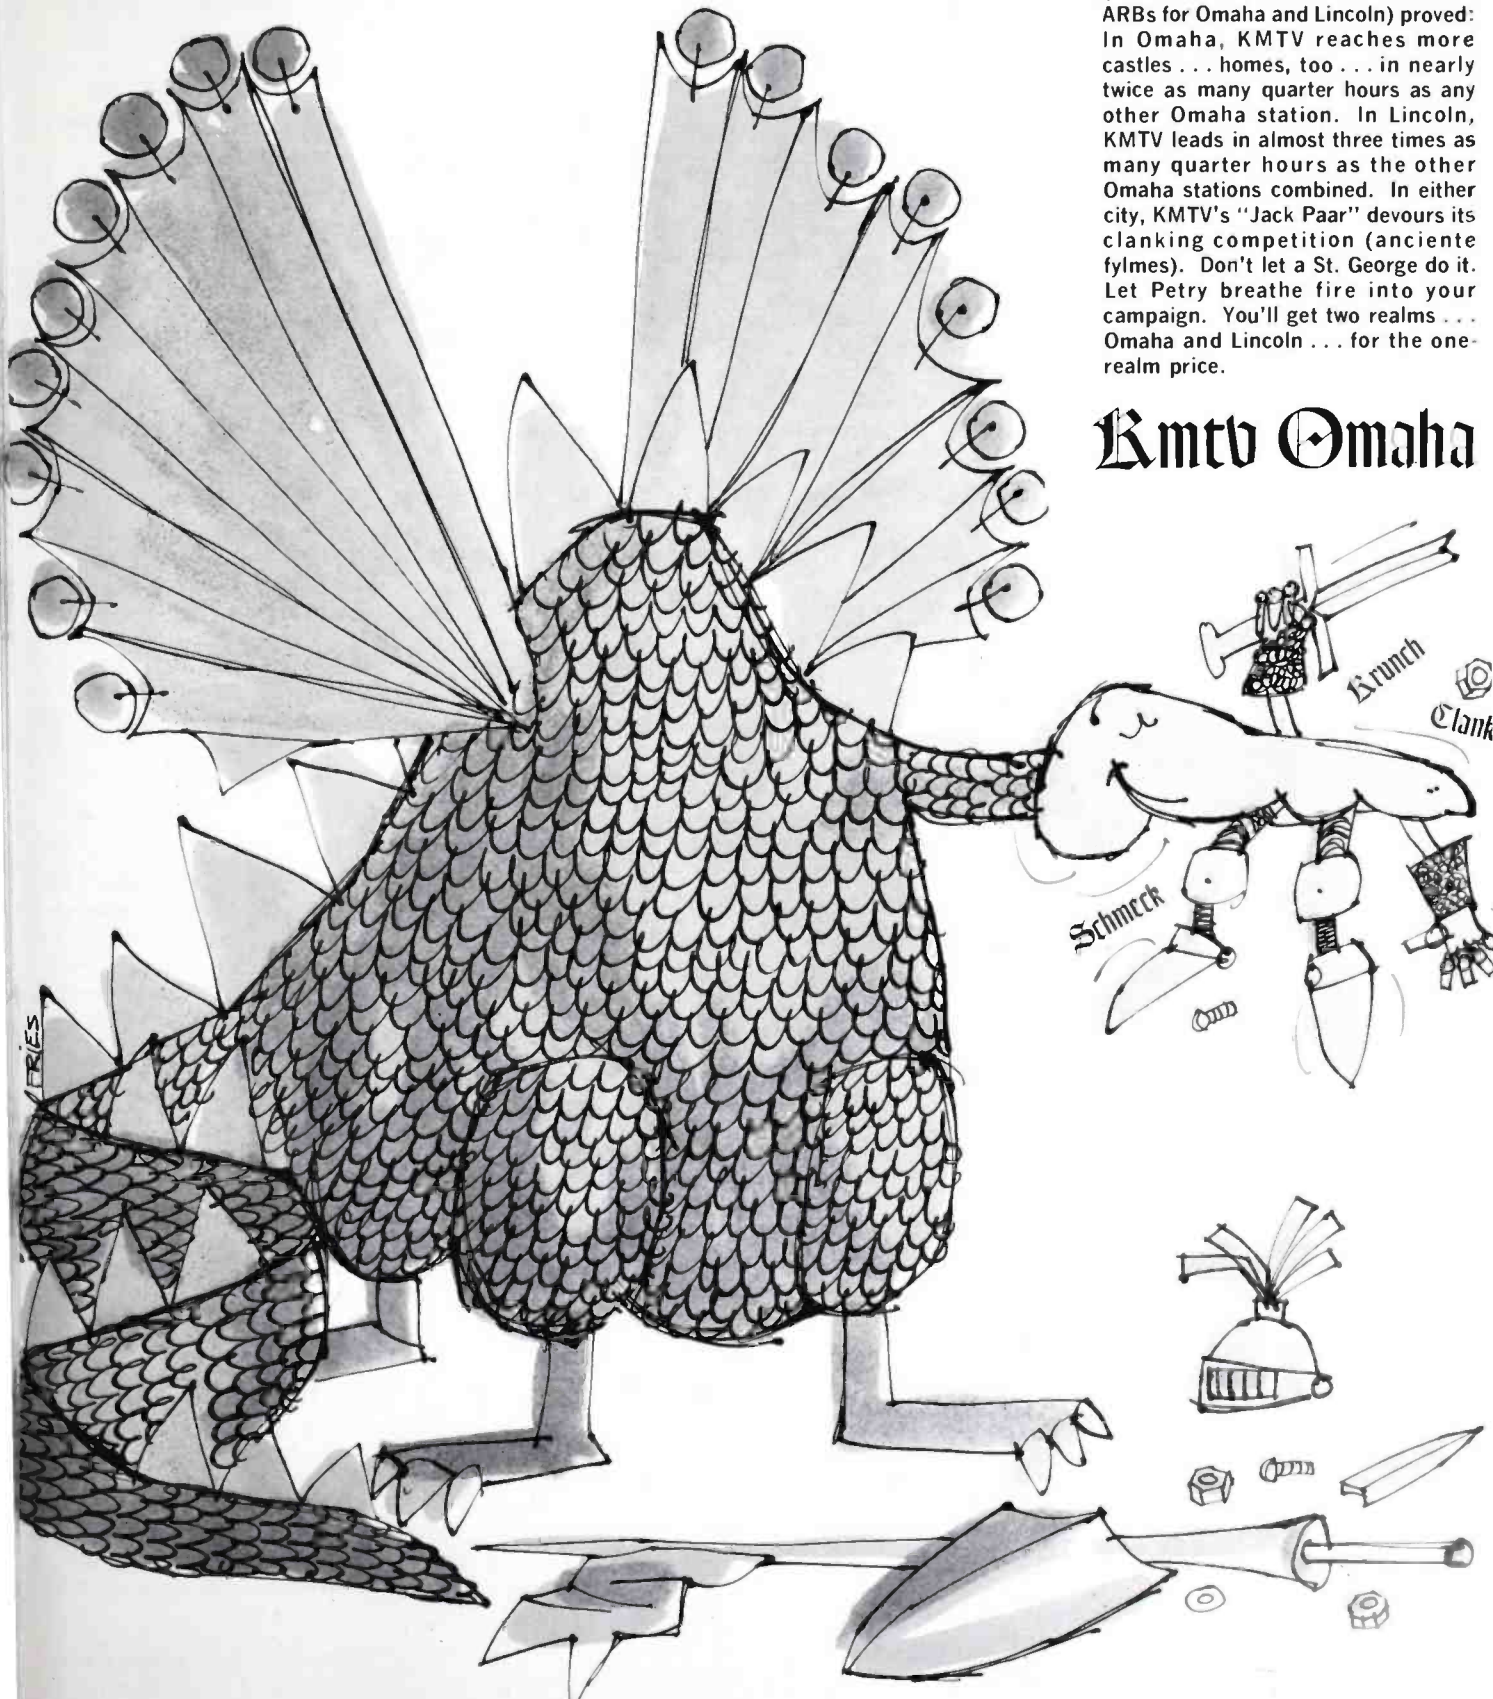 ARBs for Omaha and Lincoln) proved:
In Omaha, KMTV reaches more
castles . . . homes, too . . . in nearly
twice as many quarter hours as any
other Omaha station. In Lincoln,
KMTV leads in almost three times as
many quarter hours as the other
Omaha stations combined. In either
city, KMTV's "Jack Paar" devours its
clanking competition (anciente
fylmes). Don't let a St. George do it.
Let Petry breathe fire into your
campaign. You'll get two realms . . .
Omaha and Lincoln . . . for the one-
realm price.
Kmtv Omaha
Krunch
Clank
Schmeck
FRIES